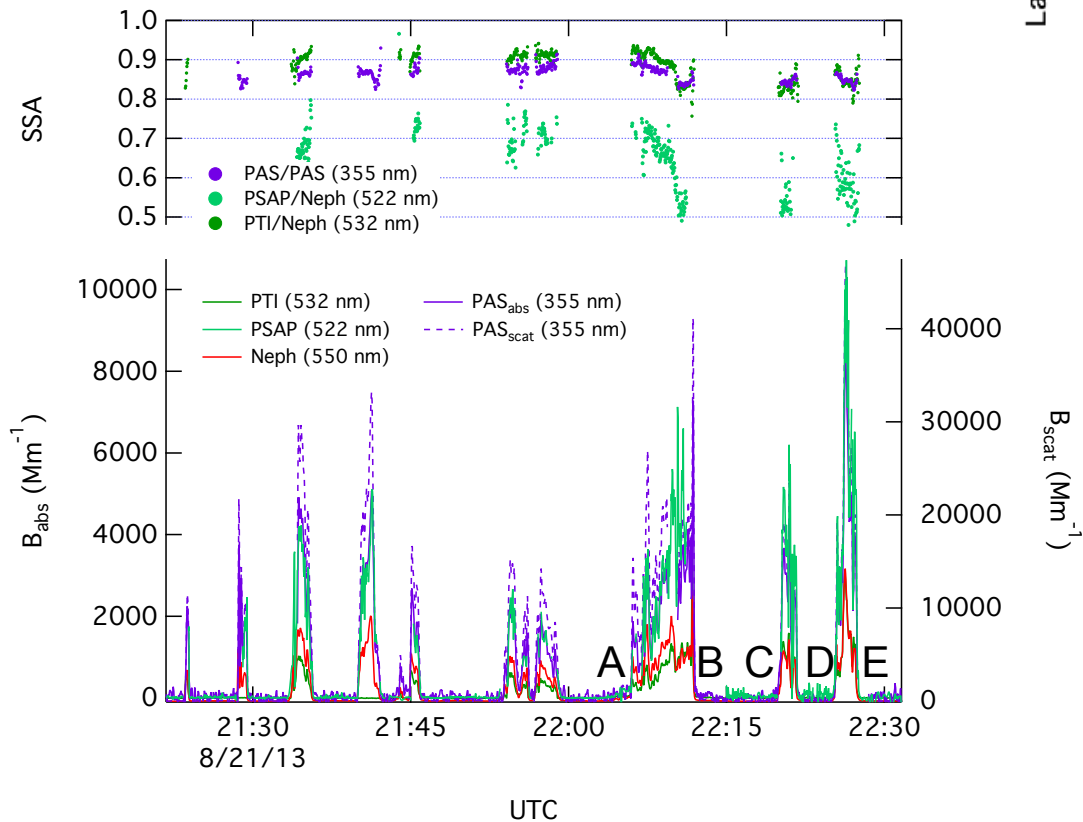 La
1.0
0.9
0.8
0.7
0.6
0.5
SSA
PAS/PAS (355 nm)
PSAP/Neph (522 nm)
PTI/Neph (532 nm)
10000
8000
6000
4000
2000
0
B_abs (Mm⁻¹)
PTI (532 nm)
PSAP (522 nm)
Neph (550 nm)
PAS_abs (355 nm)
PAS_scat (355 nm)
40000
30000
20000
10000
0
B_scat (Mm⁻¹)
A B C D E
21:30 21:45 22:00 22:15 22:30
8/21/13
UTC